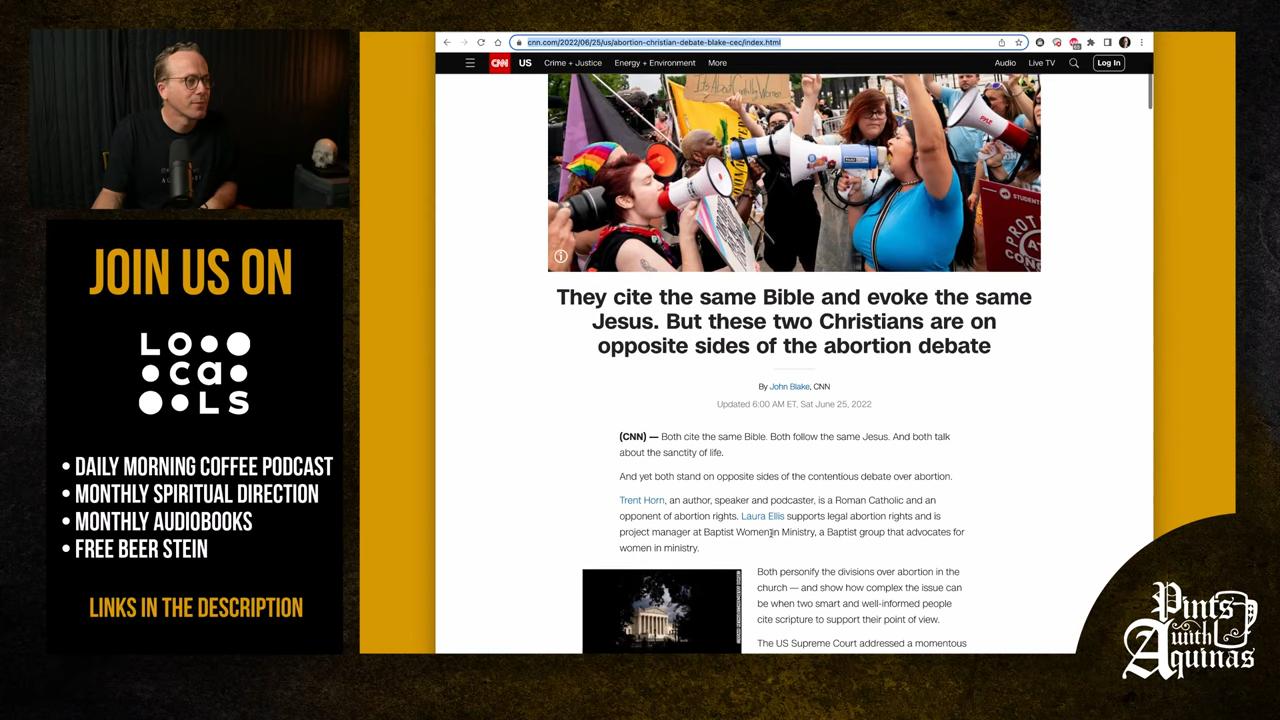 JOIN US ON
LOcaLS
• DAILY MORNING COFFEE PODCAST
• MONTHLY SPIRITUAL DIRECTION
• MONTHLY AUDIOBOOKS
• FREE BEER STEIN
LINKS IN THE DESCRIPTION
cnn.com/2022/06/25/us/abortion-christian-debate-blake-cec/index.html
CNN US Crime + Justice Energy + Environment More Audio Live TV Log In
They cite the same Bible and evoke the same
Jesus. But these two Christians are on
opposite sides of the abortion debate
By John Blake, CNN
Updated 6:00 AM ET, Sat June 25, 2022
(CNN) — Both cite the same Bible. Both follow the same Jesus. And both talk
about the sanctity of life.
And yet both stand on opposite sides of the contentious debate over abortion.
Trent Horn, an author, speaker and podcaster, is a Roman Catholic and an
opponent of abortion rights. Laura Ellis supports legal abortion rights and is
project manager at Baptist Women in Ministry, a Baptist group that advocates for
women in ministry.
Both personify the divisions over abortion in the
church — and show how complex the issue can
be when two smart and well-informed people
cite scripture to support their point of view.
The US Supreme Court addressed a momentous
Pints
with
Aquinas